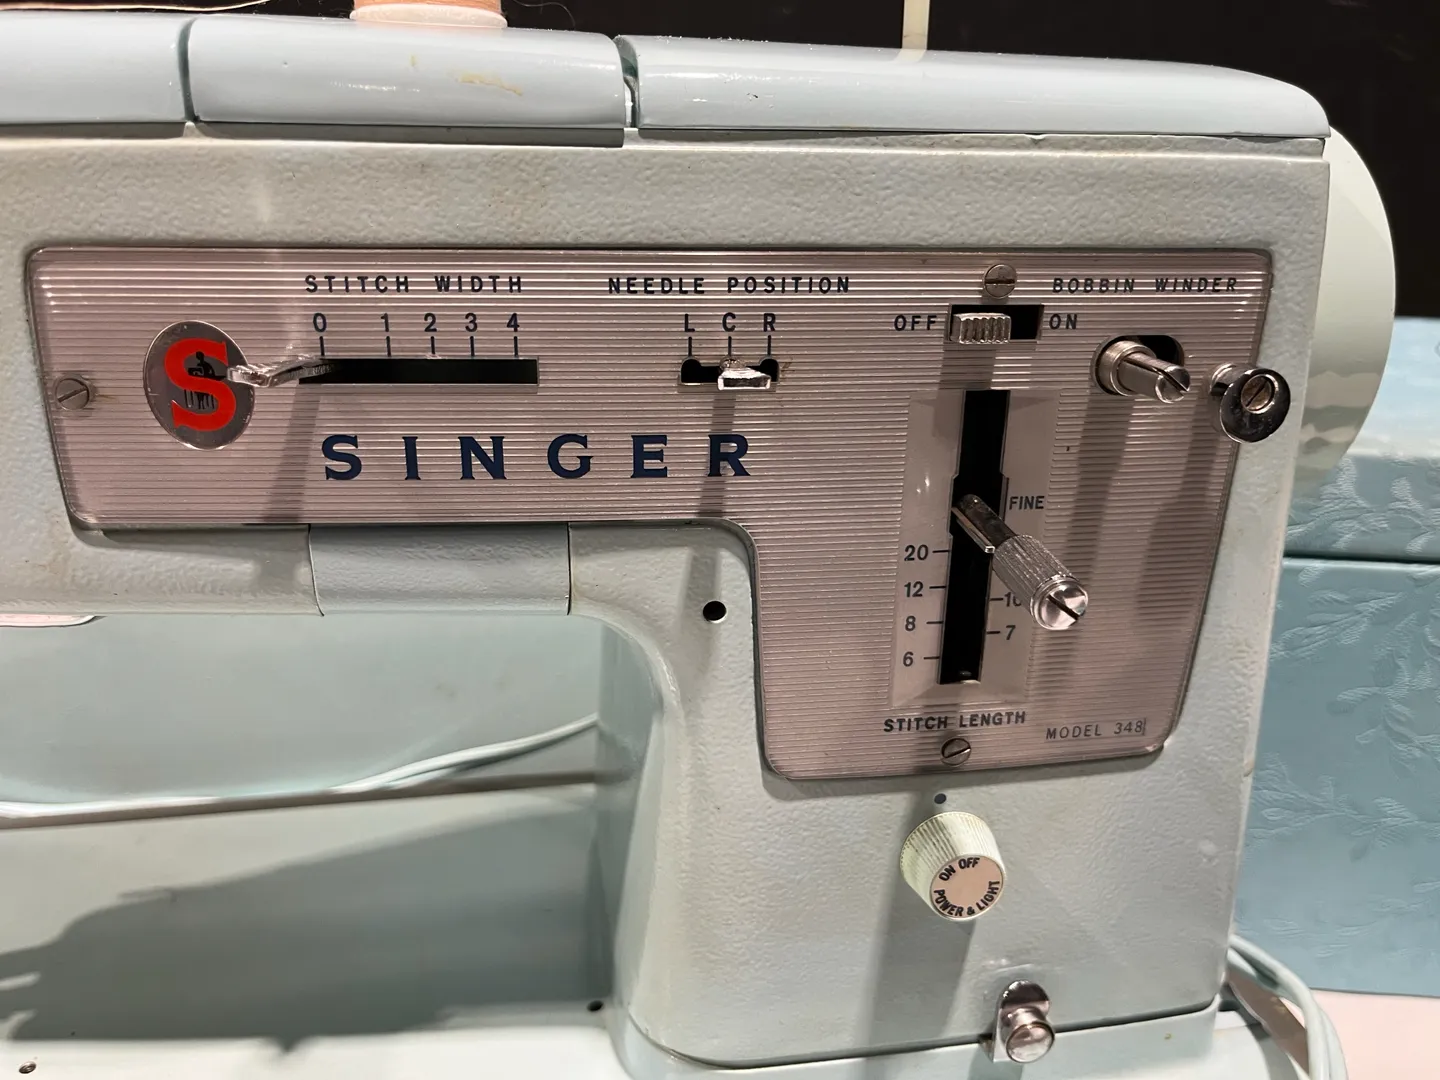 STITCH WIDTH
0 1 2 3 4
NEEDLE POSITION
L C R
BOBBIN WINDER
OFF ON
S
SINGER
FINE
20
12
10
8
7
6
STITCH LENGTH
MODEL 348
ON OFF
POWER & LIGHT